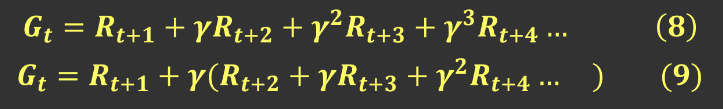 Gₜ = Rₜ₊₁ + γRₜ₊₂ + γ²Rₜ₊₃ + γ³Rₜ₊₄ ... (8)
Gₜ = Rₜ₊₁ + γ(Rₜ₊₂ + γRₜ₊₃ + γ²Rₜ₊₄ ... ) (9)